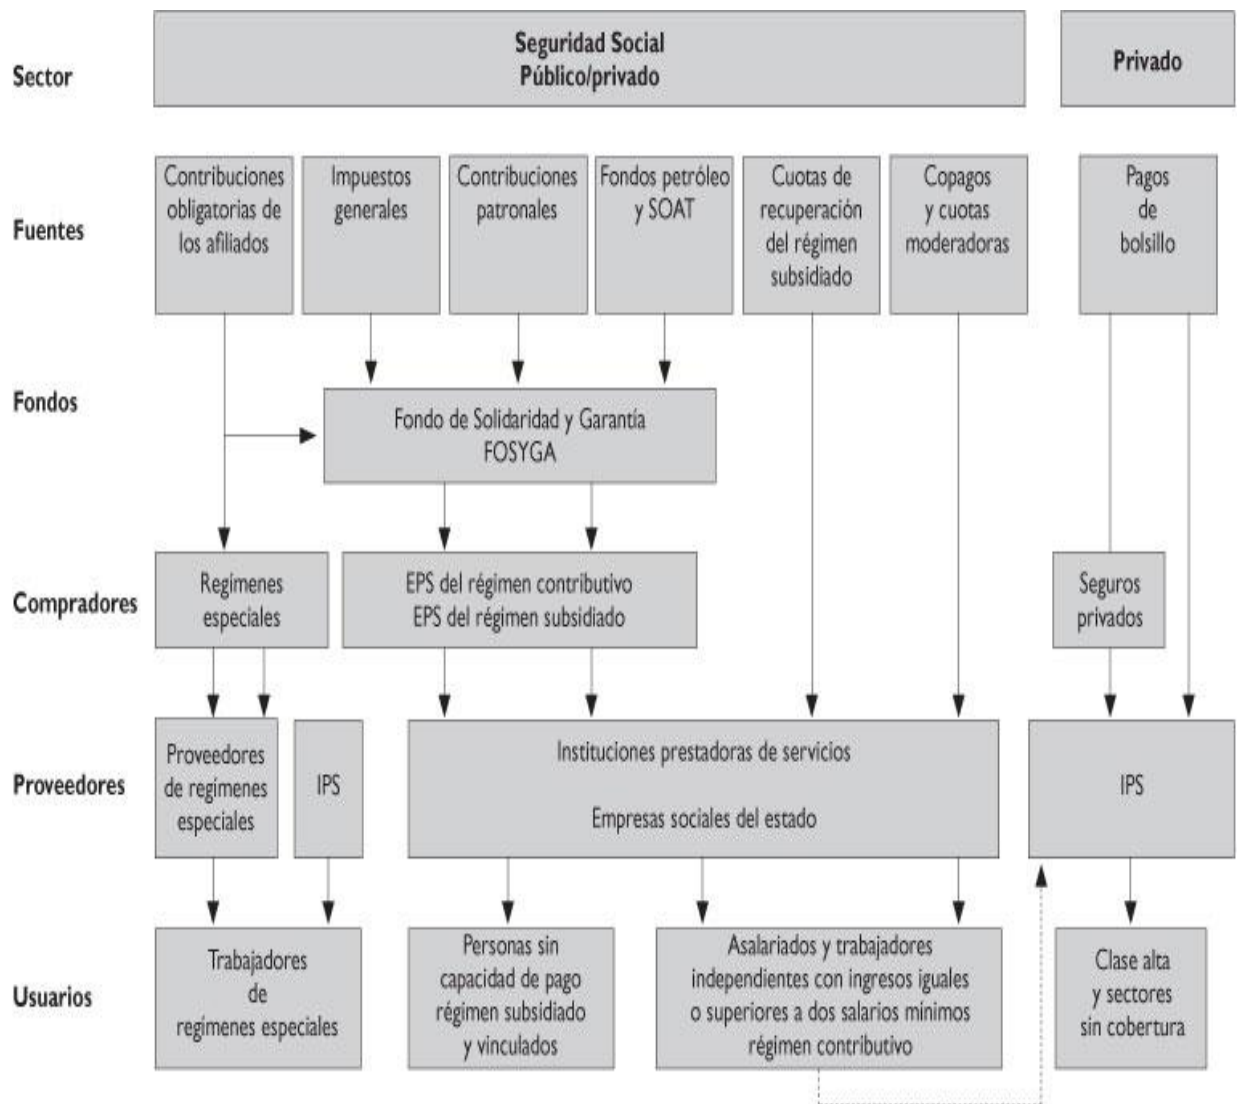 Sector
Seguridad Social
Público/privado
Privado
Fuentes
Contribuciones
obligatorias de
los afiliados
Impuestos
generales
Contribuciones
patronales
Fondos petróleo
y SOAT
Cuotas de
recuperación
del régimen
subsidiado
Copagos
y cuotas
moderadoras
Pagos
de
bolsillo
Fondos
Fondo de Solidaridad y Garantía
FOSYGA
Compradores
Regímenes
especiales
EPS del régimen contributivo
EPS del régimen subsidiado
Seguros
privados
Proveedores
Proveedores
de regímenes
especiales
IPS
Instituciones prestadoras de servicios
Empresas sociales del estado
IPS
Usuarios
Trabajadores
de
regímenes especiales
Personas sin
capacidad de pago
régimen subsidiado
y vinculados
Asalariados y trabajadores
independientes con ingresos iguales
o superiores a dos salarios mínimos
régimen contributivo
Clase alta
y sectores
sin cobertura